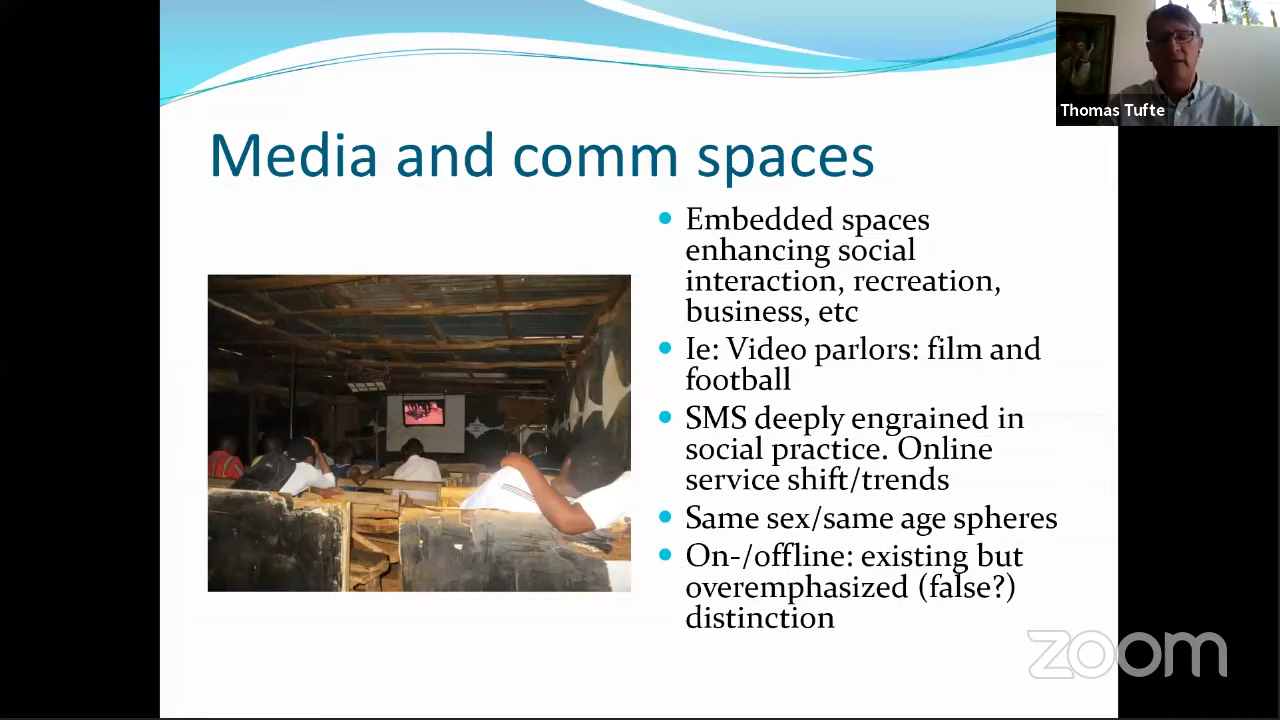 Thomas Tufte
Media and comm spaces
Embedded spaces
enhancing social
interaction, recreation,
business, etc
Ie: Video parlors: film and
football
SMS deeply engrained in
social practice. Online
service shift/trends
Same sex/same age spheres
On-/offline: existing but
overemphasized (false?)
distinction
zoom